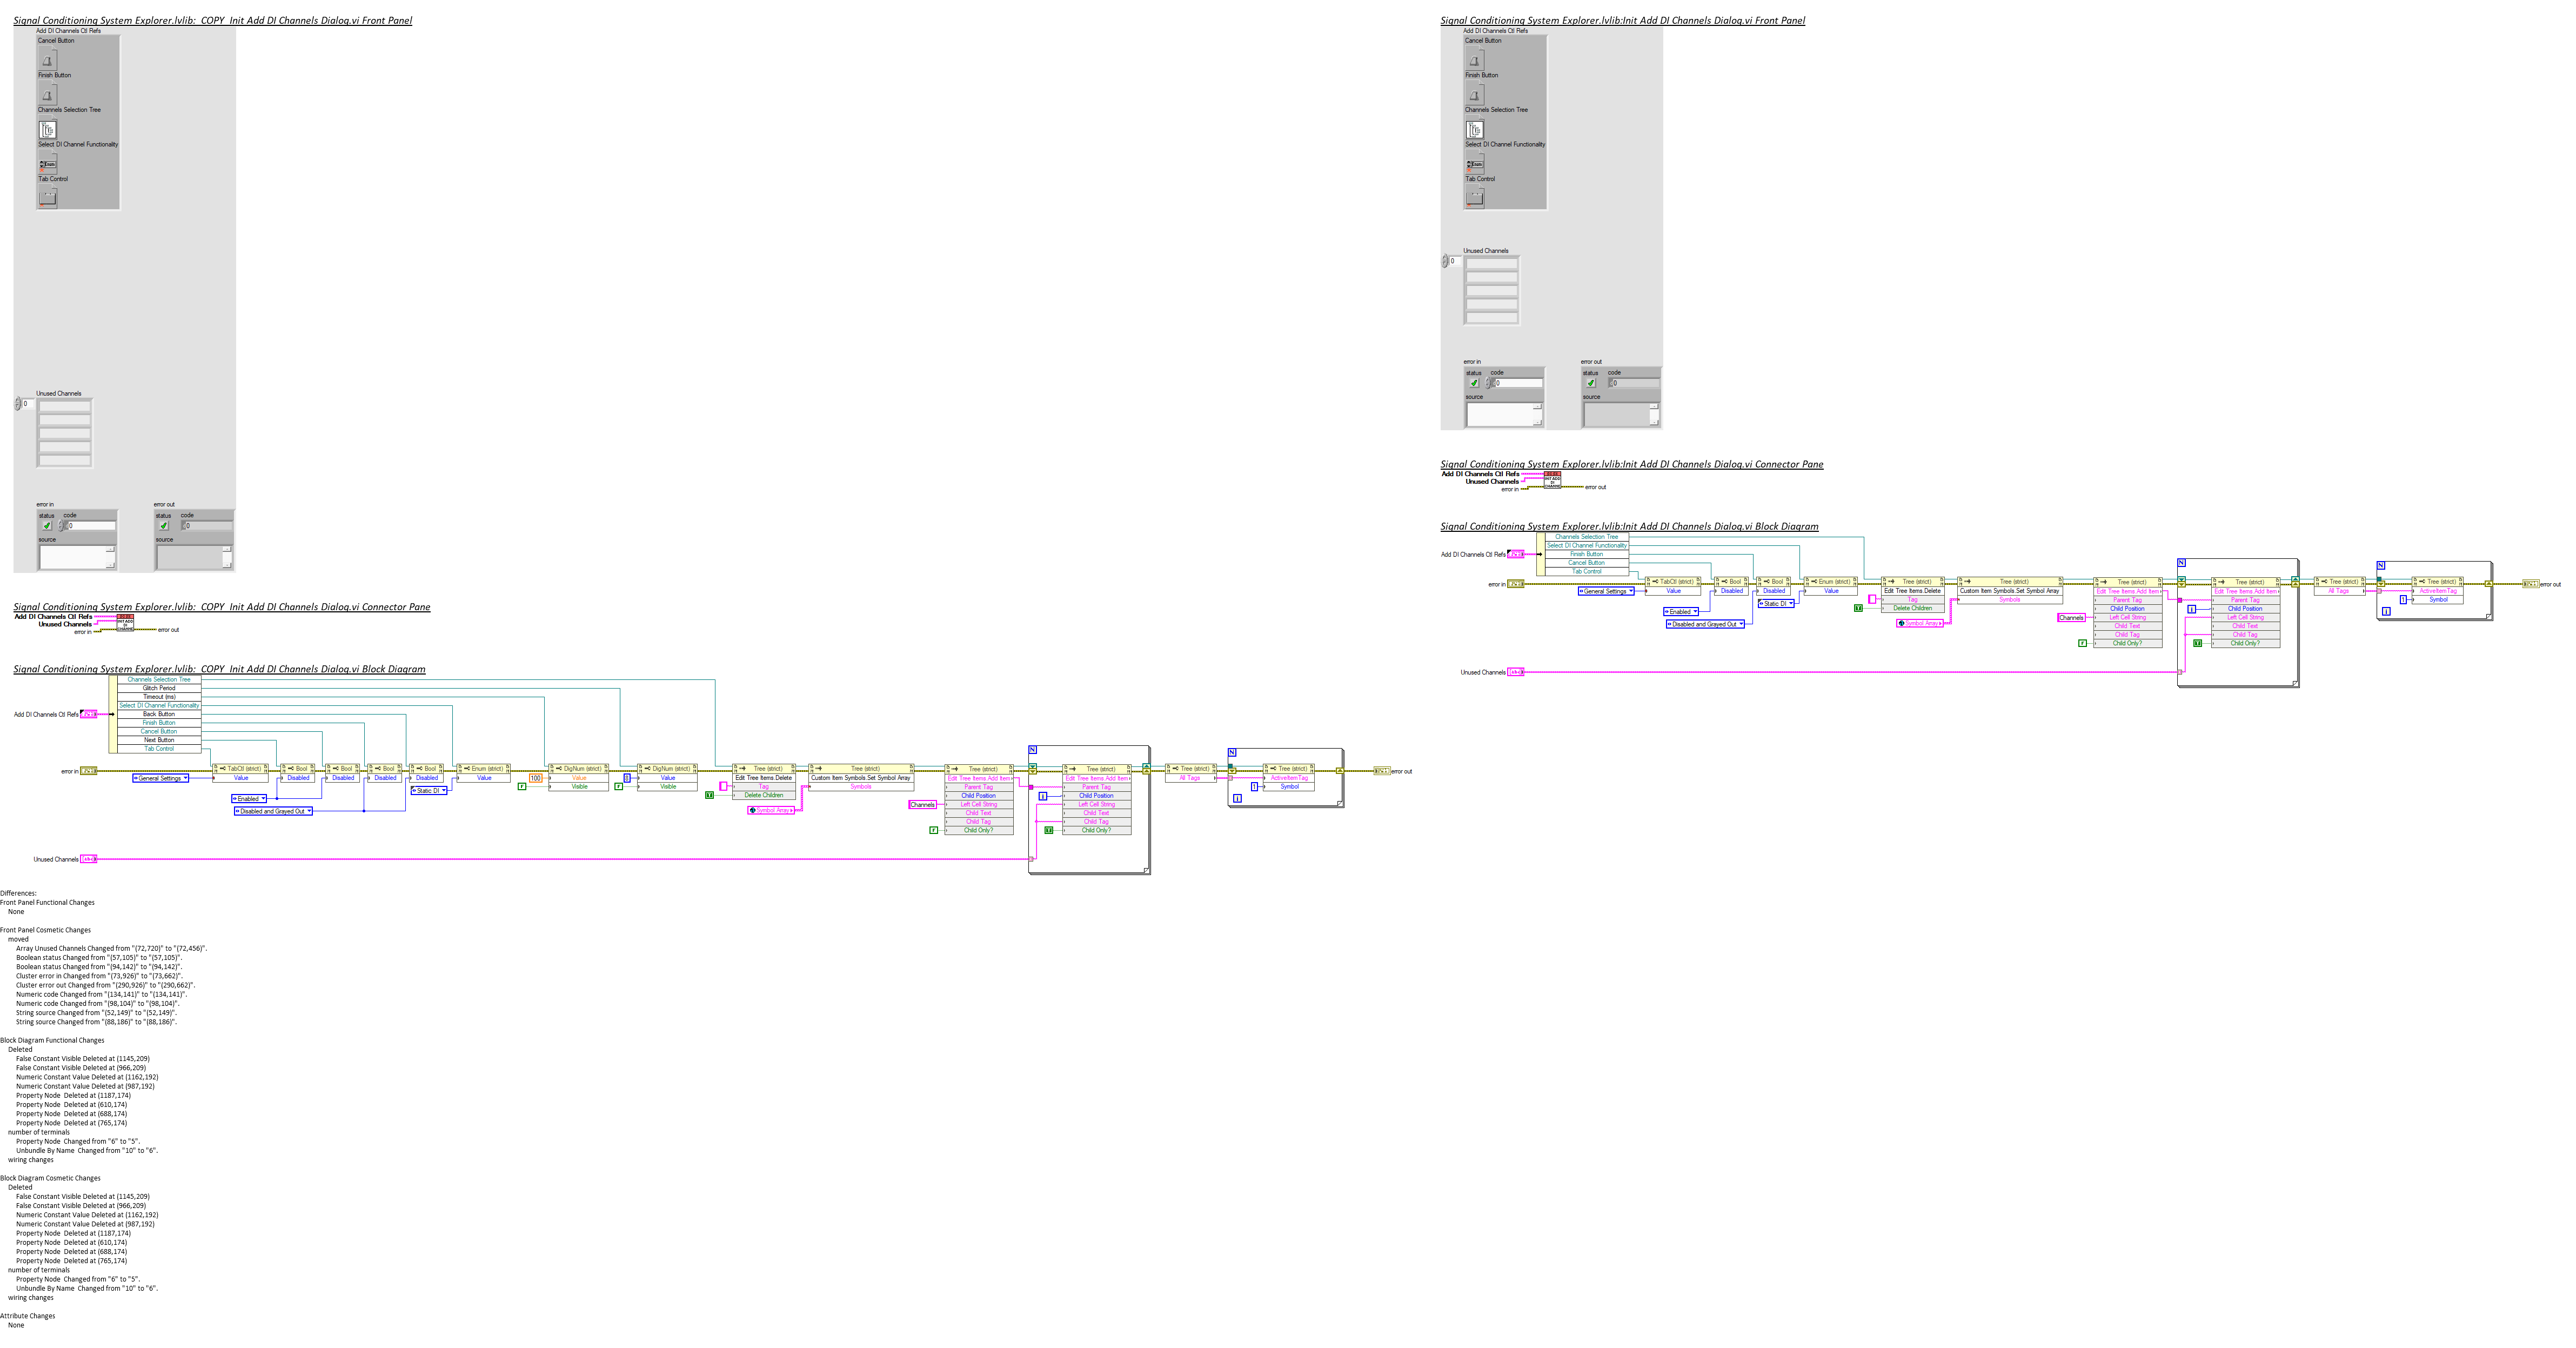 Signal Conditioning System Explorer.lvlib:_COPY_Init Add DI Channels Dialog.vi Front Panel
Add DI Channels Ctl Refs
Cancel Button
Finish Button
Channels Selection Tree
Select DI Channel Functionality
Enum
Tab Control
Unused Channels
0
error in
error out
status code
0
status code
0
source
source
Signal Conditioning System Explorer.lvlib:_COPY_Init Add DI Channels Dialog.vi Connector Pane
Add DI Channels Ctl Refs
Unused Channels
error in
INIT ADD
DI
error out
Signal Conditioning System Explorer.lvlib:_COPY_Init Add DI Channels Dialog.vi Block Diagram
Channels Selection Tree
Glitch Period
Timeout (ms)
Select DI Channel Functionality
Back Button
Finish Button
Cancel Button
Next Button
Tab Control
Add DI Channels Ctl Refs
error in
General Settings
TabCtl (strict)
Value
Bool
Disabled
Bool
Disabled
Bool
Disabled
Bool
Disabled
Enabled
Disabled and Grayed Out
Static DI
Enum (strict)
Value
100
F
DigNum (strict)
Value
Visible
F
DigNum (strict)
Value
Visible
Tree (strict)
Edit Tree Items.Delete
Tag
Delete Children
T
Symbol Array
Tree (strict)
Custom Item Symbols.Set Symbol Array
Symbols
Channels
F
Tree (strict)
Edit Tree Items.Add Item
Parent Tag
Child Position
Left Cell String
Child Text
Child Tag
Child Only?
N
i
T
Tree (strict)
Edit Tree Items.Add Item
Parent Tag
Child Position
Left Cell String
Child Text
Child Tag
Child Only?
Tree (strict)
All Tags
N
i
1
Tree (strict)
ActiveItemTag
Symbol
error out
Unused Channels
Differences:
Front Panel Functional Changes
None
Front Panel Cosmetic Changes
moved
Array Unused Channels Changed from "(72,720)" to "(72,456)".
Boolean status Changed from "(57,105)" to "(57,105)".
Boolean status Changed from "(94,142)" to "(94,142)".
Cluster error in Changed from "(73,926)" to "(73,662)".
Cluster error out Changed from "(290,926)" to "(290,662)".
Numeric code Changed from "(134,141)" to "(134,141)".
Numeric code Changed from "(98,104)" to "(98,104)".
String source Changed from "(52,149)" to "(52,149)".
String source Changed from "(88,186)" to "(88,186)".
Block Diagram Functional Changes
Deleted
False Constant Visible Deleted at (1145,209)
False Constant Visible Deleted at (966,209)
Numeric Constant Value Deleted at (1162,192)
Numeric Constant Value Deleted at (987,192)
Property Node Deleted at (1187,174)
Property Node Deleted at (610,174)
Property Node Deleted at (688,174)
Property Node Deleted at (765,174)
number of terminals
Property Node Changed from "6" to "5".
Unbundle By Name Changed from "10" to "6".
wiring changes
Block Diagram Cosmetic Changes
Deleted
False Constant Visible Deleted at (1145,209)
False Constant Visible Deleted at (966,209)
Numeric Constant Value Deleted at (1162,192)
Numeric Constant Value Deleted at (987,192)
Property Node Deleted at (1187,174)
Property Node Deleted at (610,174)
Property Node Deleted at (688,174)
Property Node Deleted at (765,174)
number of terminals
Property Node Changed from "6" to "5".
Unbundle By Name Changed from "10" to "6".
wiring changes
Attribute Changes
None
Signal Conditioning System Explorer.lvlib:Init Add DI Channels Dialog.vi Front Panel
Add DI Channels Ctl Refs
Cancel Button
Finish Button
Channels Selection Tree
Select DI Channel Functionality
Enum
Tab Control
Unused Channels
0
error in
error out
status code
0
status code
0
source
source
Signal Conditioning System Explorer.lvlib:Init Add DI Channels Dialog.vi Connector Pane
Add DI Channels Ctl Refs
Unused Channels
error in
INIT ADD
DI
error out
Signal Conditioning System Explorer.lvlib:Init Add DI Channels Dialog.vi Block Diagram
Channels Selection Tree
Select DI Channel Functionality
Finish Button
Cancel Button
Tab Control
Add DI Channels Ctl Refs
error in
General Settings
TabCtl (strict)
Value
Bool
Disabled
Bool
Disabled
Enabled
Static DI
Disabled and Grayed Out
Enum (strict)
Value
Tree (strict)
Edit Tree Items.Delete
Tag
Delete Children
T
Symbol Array
Tree (strict)
Custom Item Symbols.Set Symbol Array
Symbols
Channels
F
Tree (strict)
Edit Tree Items.Add Item
Parent Tag
Child Position
Left Cell String
Child Text
Child Tag
Child Only?
N
i
T
Tree (strict)
Edit Tree Items.Add Item
Parent Tag
Child Position
Left Cell String
Child Text
Child Tag
Child Only?
Tree (strict)
All Tags
N
i
1
Tree (strict)
ActiveItemTag
Symbol
error out
Unused Channels